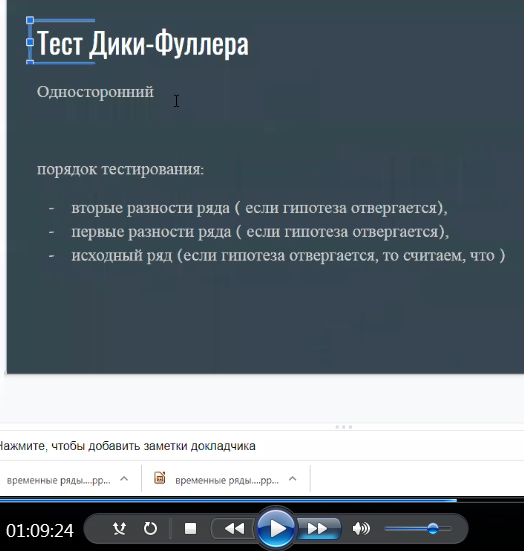 Тест Дики-Фуллера
Односторонний
порядок тестирования:
- вторые разности ряда ( если гипотеза отвергается),
- первые разности ряда ( если гипотеза отвергается),
- исходный ряд (если гипотеза отвергается, то считаем, что )
Нажмите, чтобы добавить заметки докладчика
временные ряды....pp...
временные ряды....pp...
01:09:24